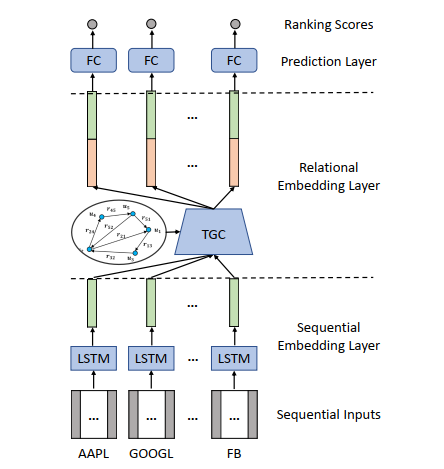 Ranking Scores
FC FC FC Prediction Layer
...
...
Relational
Embedding Layer
TGC
...
Sequential
Embedding Layer
LSTM LSTM ... LSTM
... ... ... ... Sequential Inputs
AAPL GOOGL FB